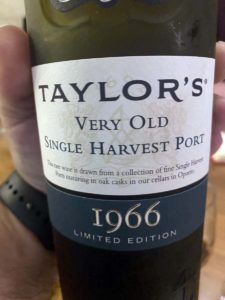 TAYLOR'S®
VERY OLD
SINGLE HARVEST PORT
This rare wine is drawn from a collection of fine Single Harvest
Ports maturing in oak casks in our cellars in Oporto.
1966
LIMITED EDITION